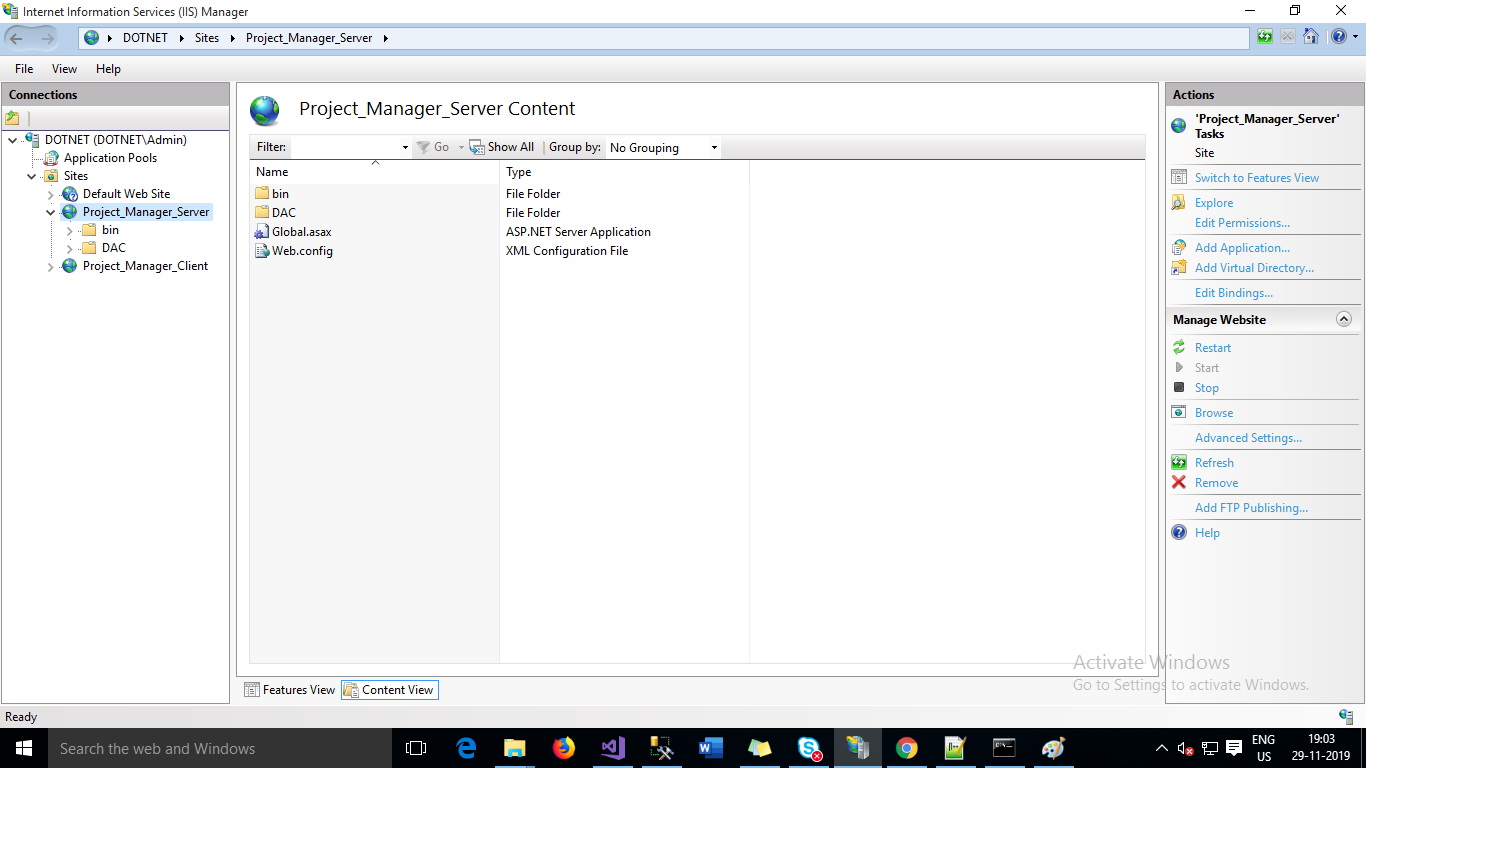 Internet Information Services (IIS) Manager
DOTNET Sites Project_Manager_Server
File View Help
Connections
DOTNET (DOTNET\Admin)
Application Pools
Sites
Default Web Site
Project_Manager_Server
bin
DAC
Project_Manager_Client
Project_Manager_Server Content
Filter: Go Show All Group by: No Grouping
Name Type
bin File Folder
DAC File Folder
Global.asax ASP.NET Server Application
Web.config XML Configuration File
Features View Content View
Actions
'Project_Manager_Server'
Tasks
Site
Switch to Features View
Explore
Edit Permissions...
Add Application...
Add Virtual Directory...
Edit Bindings...
Manage Website
Restart
Start
Stop
Browse
Advanced Settings...
Refresh
Remove
Add FTP Publishing...
Help
Activate Windows
Go to Settings to activate Windows.
Ready
Search the web and Windows
ENG
US
19:03
29-11-2019